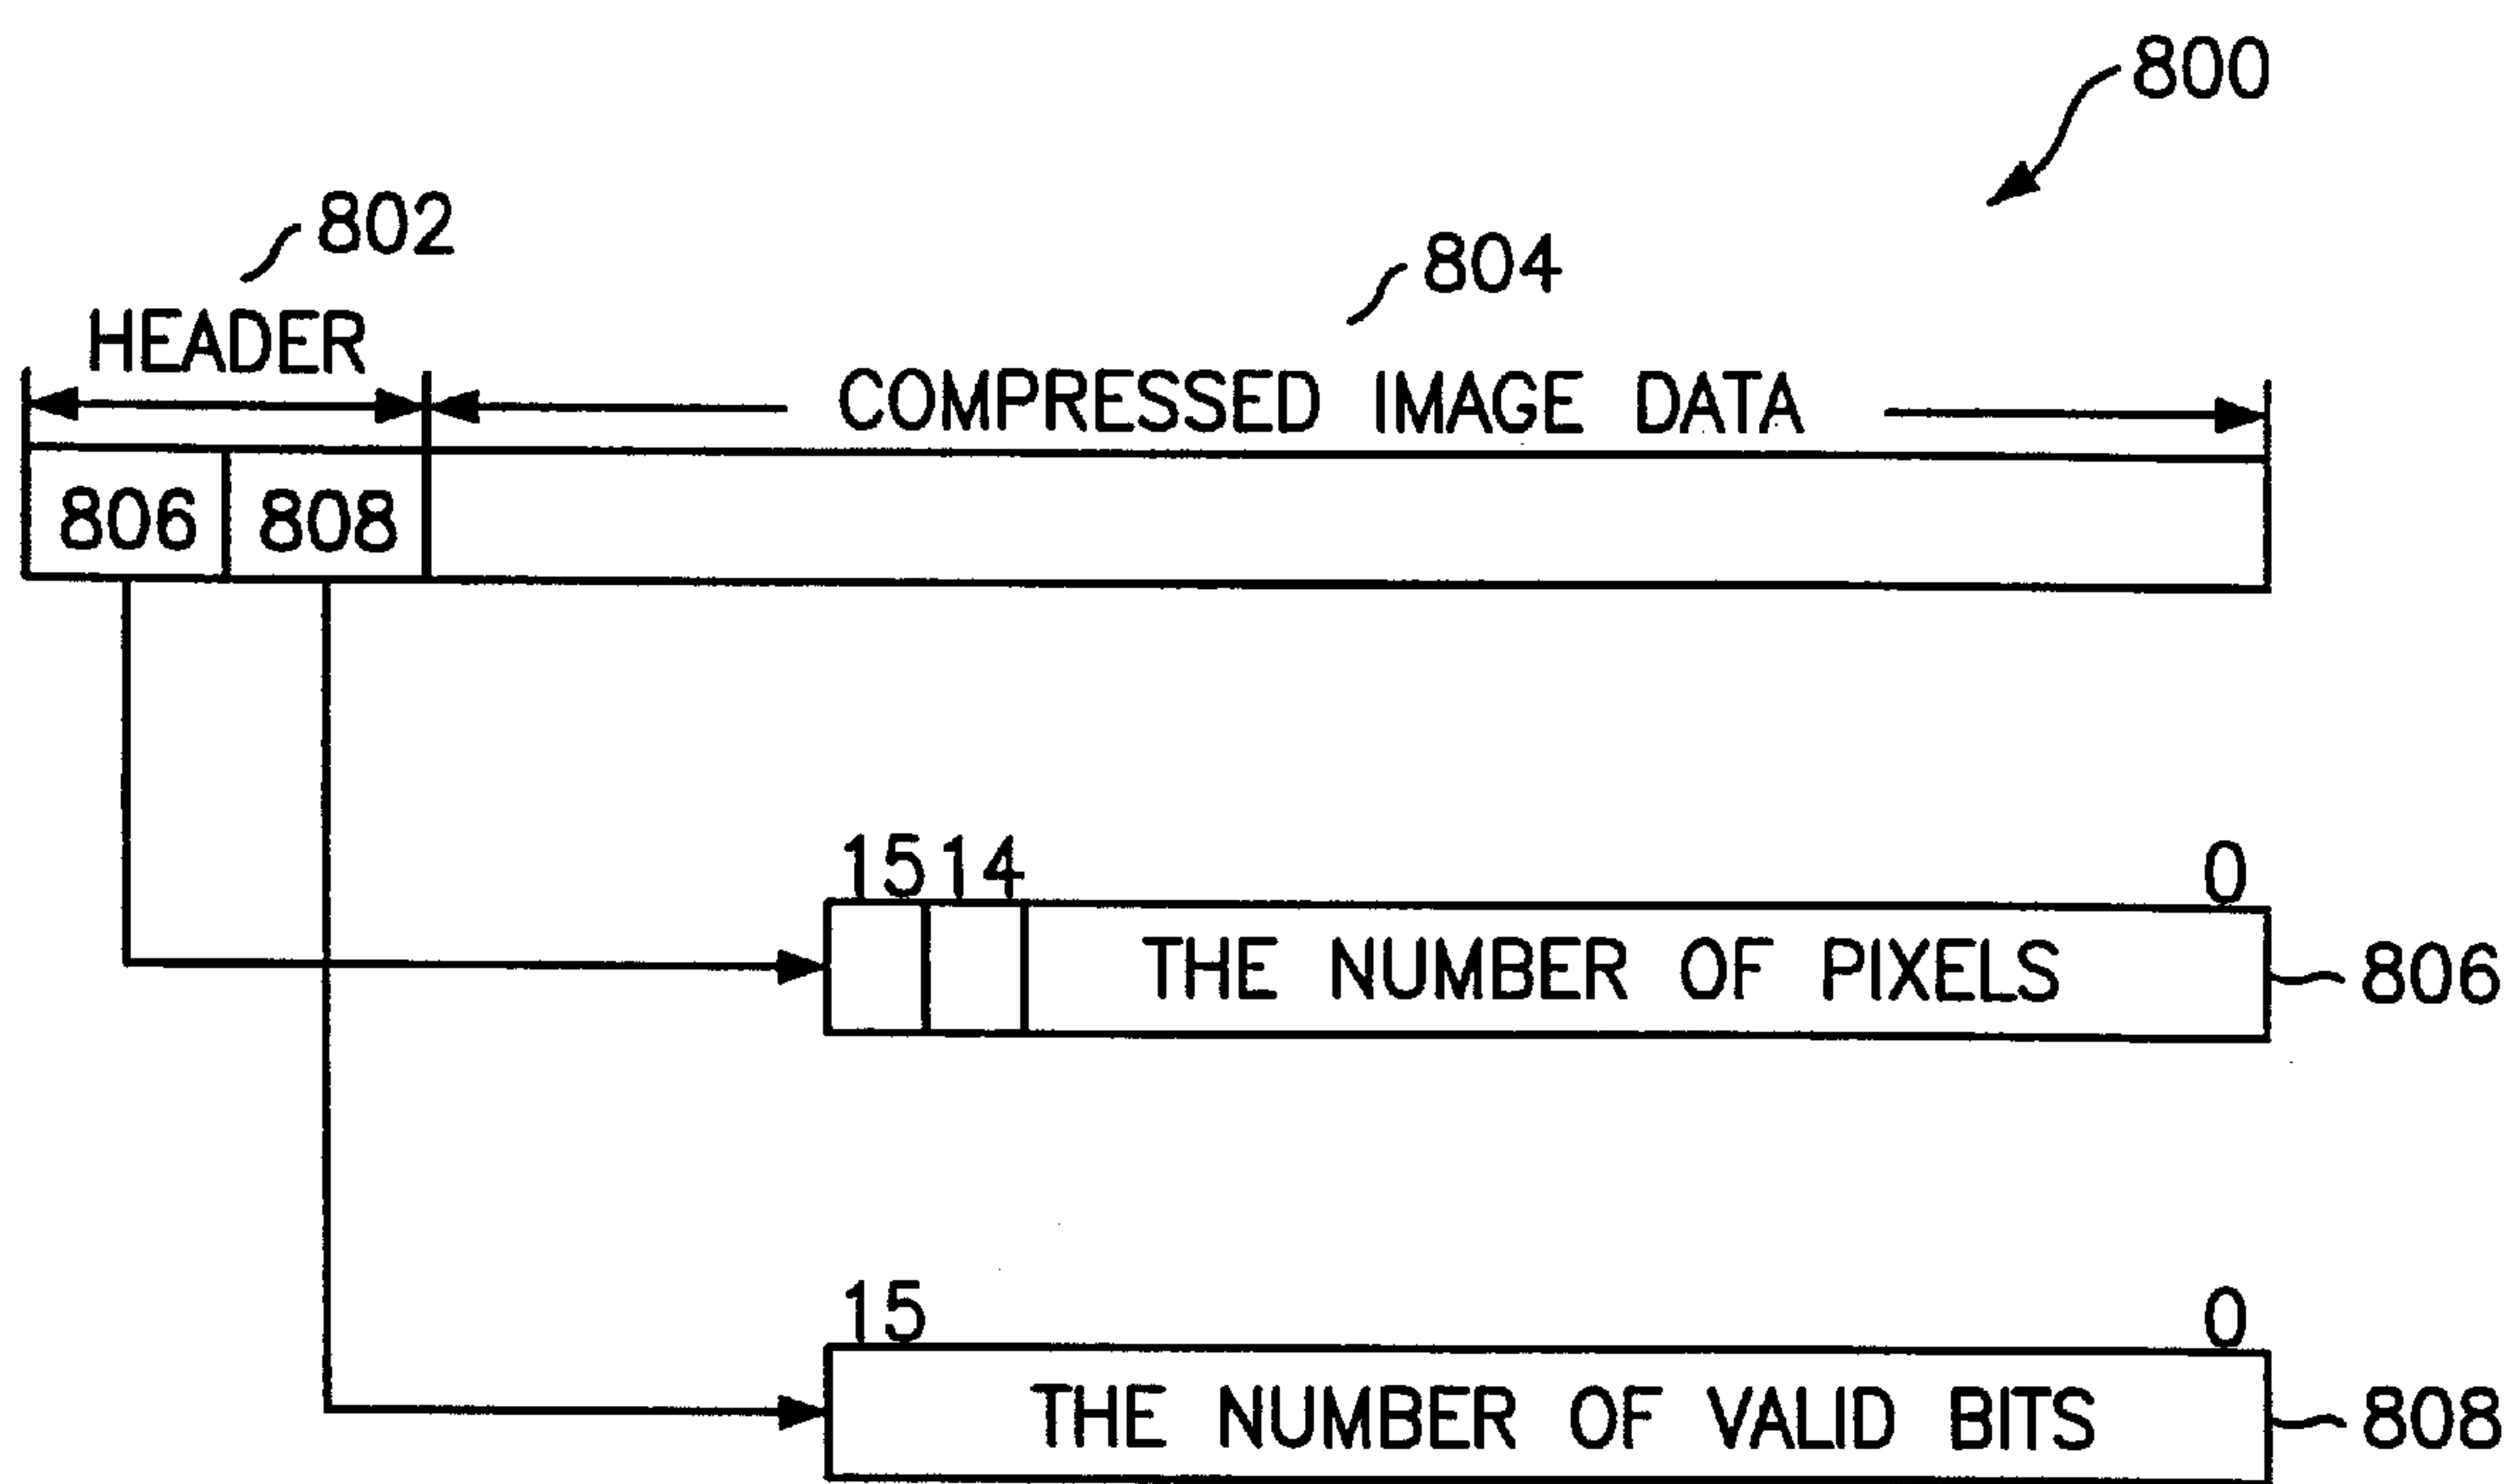 800
802
804
HEADER
COMPRESSED IMAGE DATA
806 808
15 14 0
THE NUMBER OF PIXELS 806
15 0
THE NUMBER OF VALID BITS 808